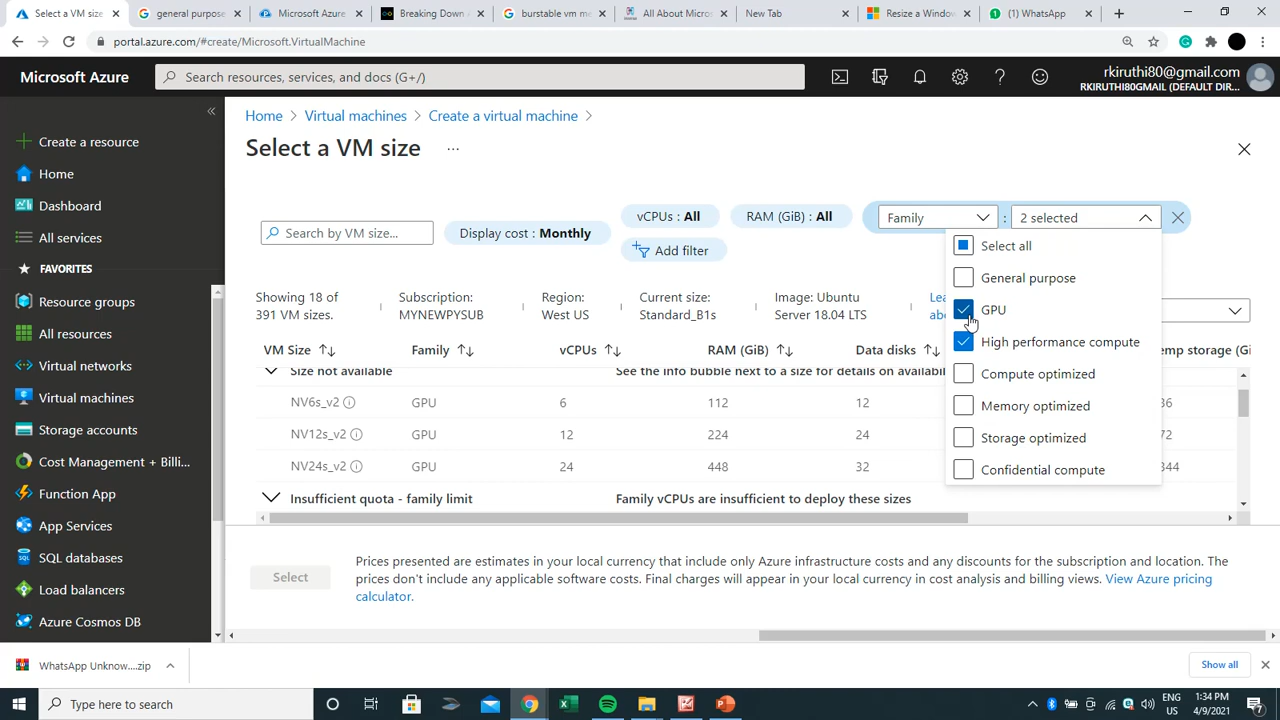 Select a VM size
general purpose
Microsoft Azure
Breaking Down
burstable vm me
All About Micros
New Tab
Resize a Window
(1) WhatsApp
portal.azure.com/#create/Microsoft.VirtualMachine
Microsoft Azure
Search resources, services, and docs (G+/)
rkiruthi80@gmail.com
RKIRUTHI80GMAIL (DEFAULT DIR...
Home > Virtual machines > Create a virtual machine >
Select a VM size ...
Create a resource
Home
Dashboard
All services
FAVORITES
Resource groups
All resources
Virtual networks
Virtual machines
Storage accounts
Cost Management + Billi...
Function App
App Services
SQL databases
Load balancers
Azure Cosmos DB
Search by VM size...
Display cost : Monthly
vCPUs : All
RAM (GiB) : All
Add filter
Family : 2 selected
Select all
General purpose
GPU
High performance compute
Compute optimized
Memory optimized
Storage optimized
Confidential compute
Showing 18 of
391 VM sizes.
Subscription:
MYNEWPYSUB
Region:
West US
Current size:
Standard_B1s
Image: Ubuntu
Server 18.04 LTS
Lea
abo
VM Size Family vCPUs RAM (GiB) Data disks emp storage (Gi
Size not available See the info bubble next to a size for details on availabil
NV6s_v2 GPU 6 112 12 36
NV12s_v2 GPU 12 224 24 72
NV24s_v2 GPU 24 448 32 344
Insufficient quota - family limit Family vCPUs are insufficient to deploy these sizes
Select
Prices presented are estimates in your local currency that include only Azure infrastructure costs and any discounts for the subscription and location. The
prices don't include any applicable software costs. Final charges will appear in your local currency in cost analysis and billing views. View Azure pricing
calculator.
WhatsApp Unknow....zip
Show all
Type here to search
ENG
US
1:34 PM
4/9/2021